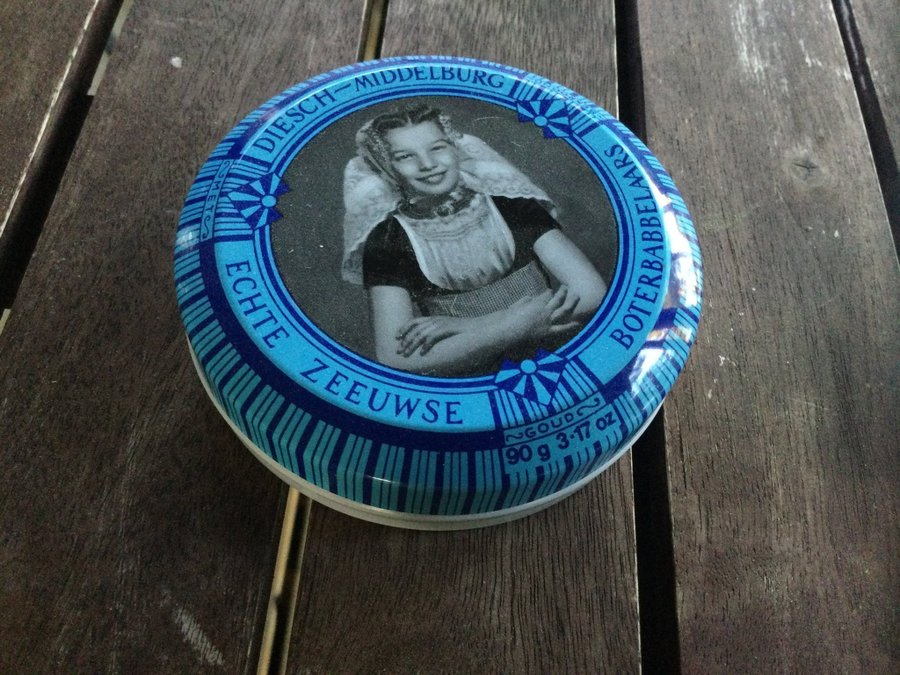 DIESCH-MIDDELBURG
ECHTE ZEEUWSE
BOTERBABBELAARS
GOUD
90 g 3·17 oz